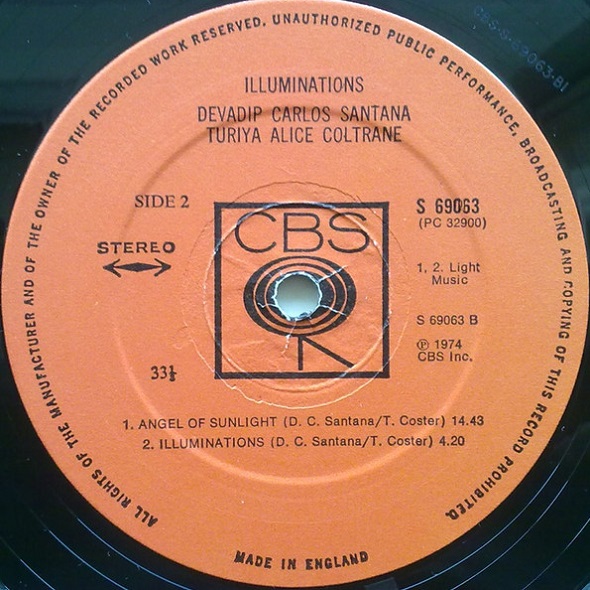 ILLUMINATIONS
DEVADIP CARLOS SANTANA
TURIYA ALICE COLTRANE
SIDE 2
STEREO
33⅓
CBS
S 69063
(PC 32900)
1, 2. Light
Music
S 69063 B
℗ 1974
CBS Inc.
1. ANGEL OF SUNLIGHT (D. C. Santana/T. Coster) 14.43
2. ILLUMINATIONS (D. C. Santana/T. Coster) 4.20
ALL RIGHTS OF THE MANUFACTURER AND OF THE OWNER OF THE RECORDED WORK RESERVED. UNAUTHORIZED PUBLIC PERFORMANCE, BROADCASTING AND COPYING OF THIS RECORD PROHIBITED.
MADE IN ENGLAND
CBS-S-69063-B1